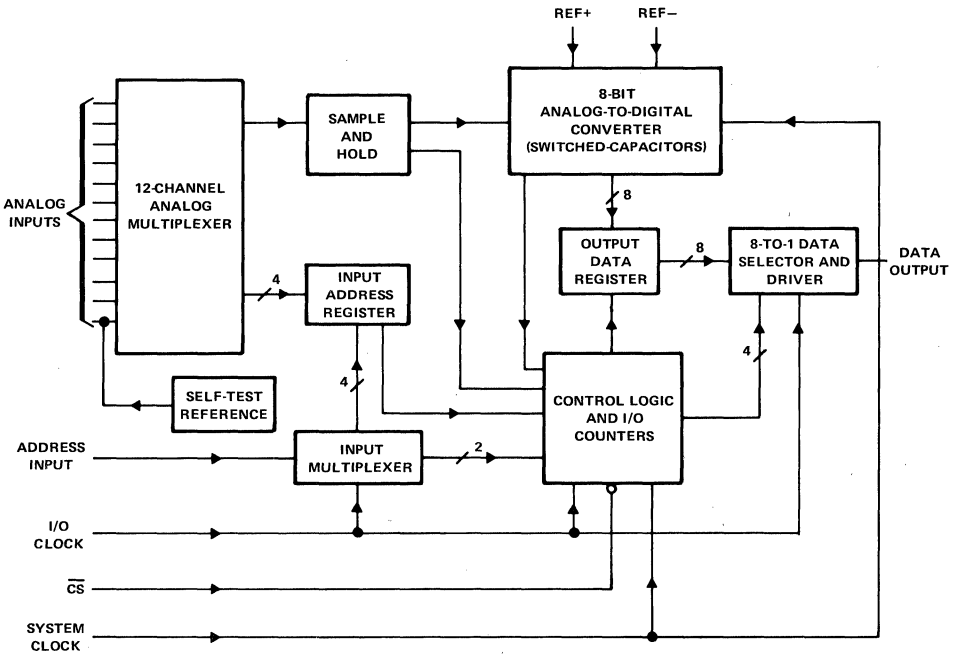 REF+
REF−
12-CHANNEL
ANALOG
MULTIPLEXER
SAMPLE
AND
HOLD
8-BIT
ANALOG-TO-DIGITAL
CONVERTER
(SWITCHED-CAPACITORS)
ANALOG
INPUTS
8
4
INPUT
ADDRESS
REGISTER
OUTPUT
DATA
REGISTER
8
8-TO-1 DATA
SELECTOR AND
DRIVER
DATA
OUTPUT
4
4
SELF-TEST
REFERENCE
CONTROL LOGIC
AND I/O
COUNTERS
ADDRESS
INPUT
INPUT
MULTIPLEXER
2
I/O
CLOCK
C̅S̅
SYSTEM
CLOCK